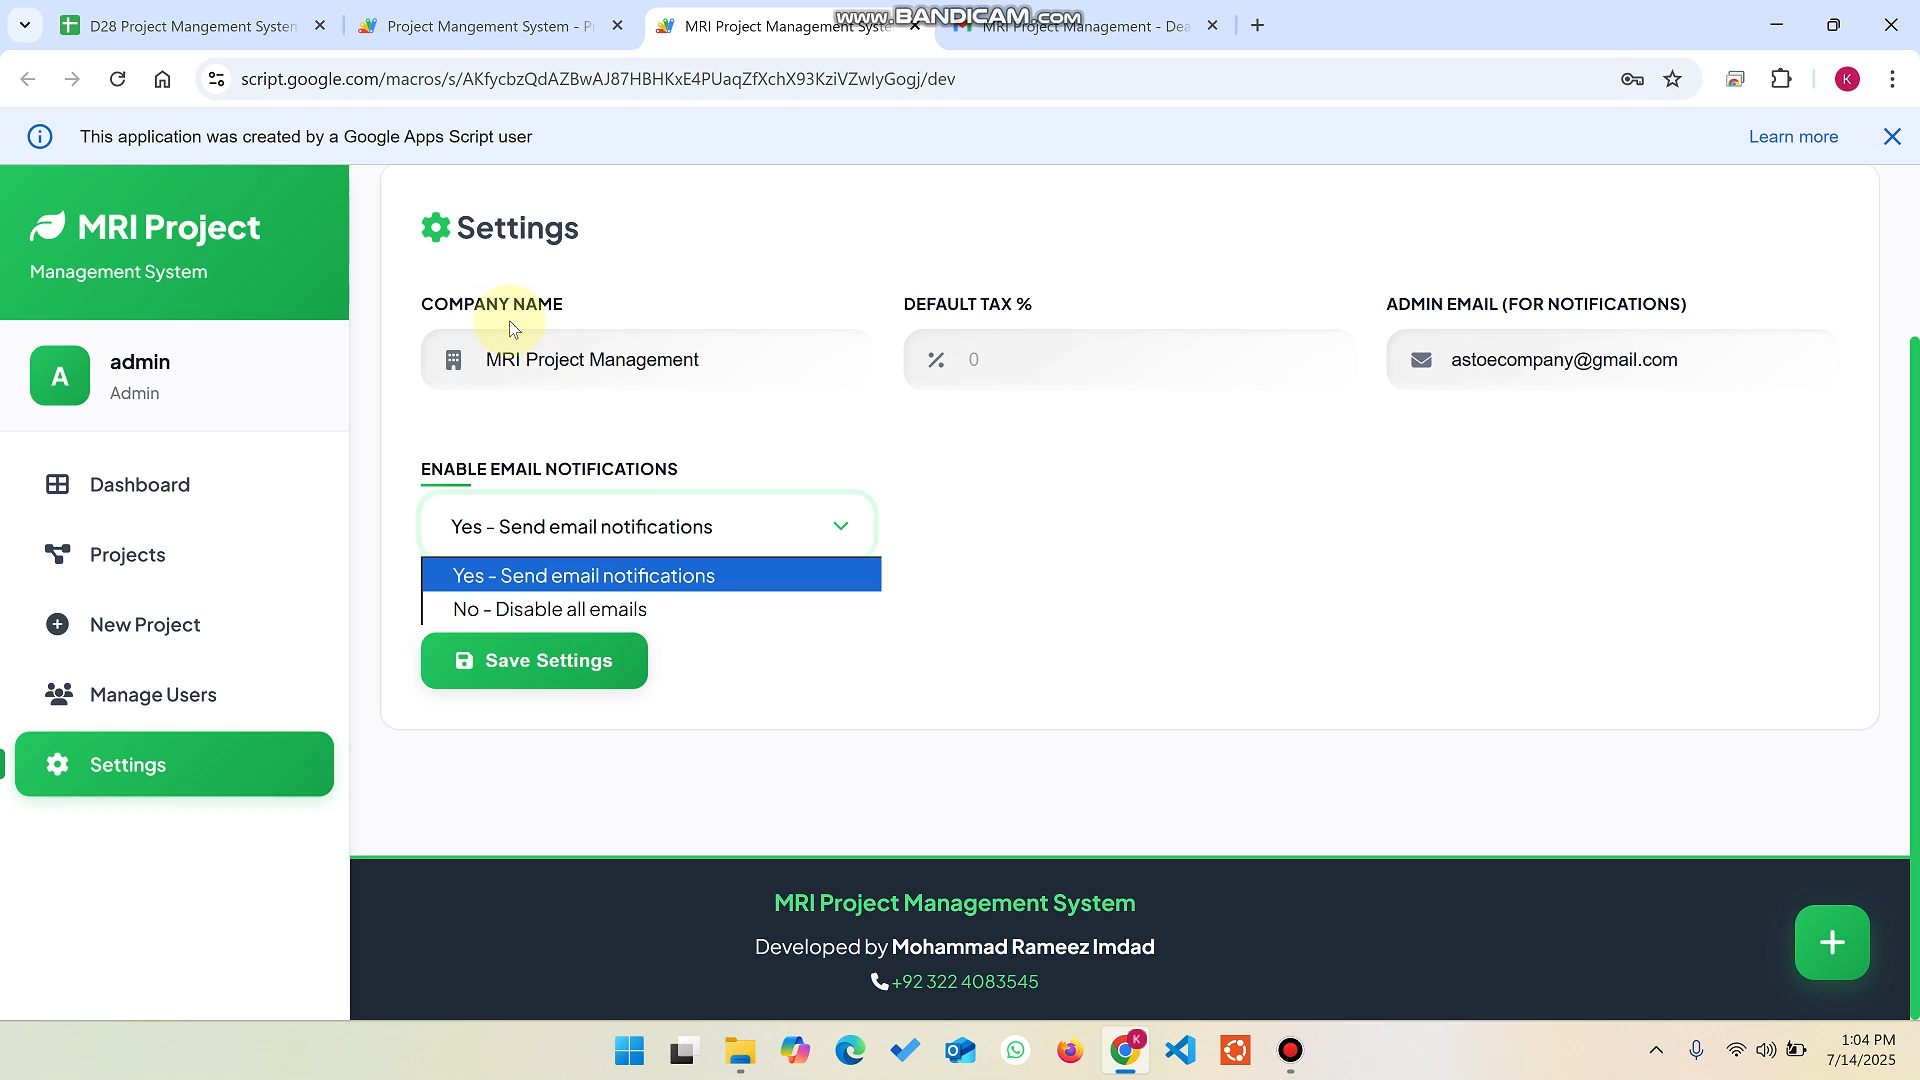 D28 Project Mangement System
Project Mangement System - Pr
MRI Project Management Syste
MRI Project Management - Dea
www.BANDICAM.com
script.google.com/macros/s/AKfycbzQdAZBwAJ87HBHKxE4PUaqZfXchX93KziVZwIyGogj/dev
K
This application was created by a Google Apps Script user
Learn more
MRI Project
Management System
A
admin
Admin
Dashboard
Projects
New Project
Manage Users
Settings
Settings
COMPANY NAME
MRI Project Management
DEFAULT TAX %
0
ADMIN EMAIL (FOR NOTIFICATIONS)
astoecompany@gmail.com
ENABLE EMAIL NOTIFICATIONS
Yes - Send email notifications
Yes - Send email notifications
No - Disable all emails
Save Settings
MRI Project Management System
Developed by Mohammad Rameez Imdad
+92 322 4083545
1:04 PM
7/14/2025